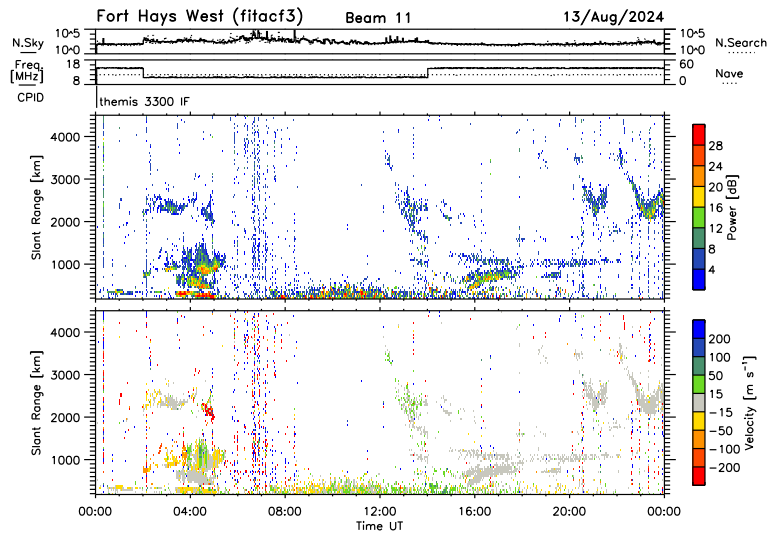 Fort Hays West (fitacf3) Beam 11 13/Aug/2024
N.Sky 10^5 10^0 10^5 10^0 N.Search
Freq. [MHz] 18 8 60 0 Nave
CPID themis 3300 IF
Slant Range [km] 4000 3000 2000 1000
Power [dB] 28 24 20 16 12 8 4
Slant Range [km] 4000 3000 2000 1000
Velocity [m s⁻¹] 200 100 50 15 −15 −50 −100 −200
00:00 04:00 08:00 12:00 16:00 20:00 00:00
Time UT